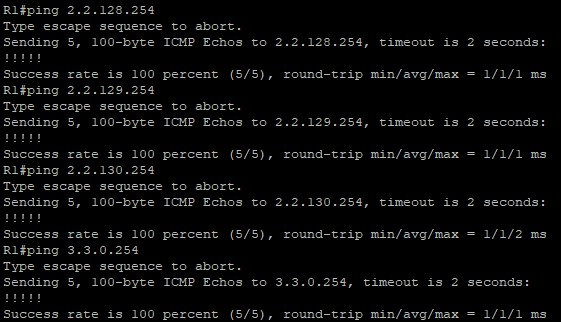 R1#ping 2.2.128.254
Type escape sequence to abort.
Sending 5, 100-byte ICMP Echos to 2.2.128.254, timeout is 2 seconds:
!!!!!
Success rate is 100 percent (5/5), round-trip min/avg/max = 1/1/1 ms
R1#ping 2.2.129.254
Type escape sequence to abort.
Sending 5, 100-byte ICMP Echos to 2.2.129.254, timeout is 2 seconds:
!!!!!
Success rate is 100 percent (5/5), round-trip min/avg/max = 1/1/1 ms
R1#ping 2.2.130.254
Type escape sequence to abort.
Sending 5, 100-byte ICMP Echos to 2.2.130.254, timeout is 2 seconds:
!!!!!
Success rate is 100 percent (5/5), round-trip min/avg/max = 1/1/2 ms
R1#ping 3.3.0.254
Type escape sequence to abort.
Sending 5, 100-byte ICMP Echos to 3.3.0.254, timeout is 2 seconds:
!!!!!
Success rate is 100 percent (5/5), round-trip min/avg/max = 1/1/1 ms